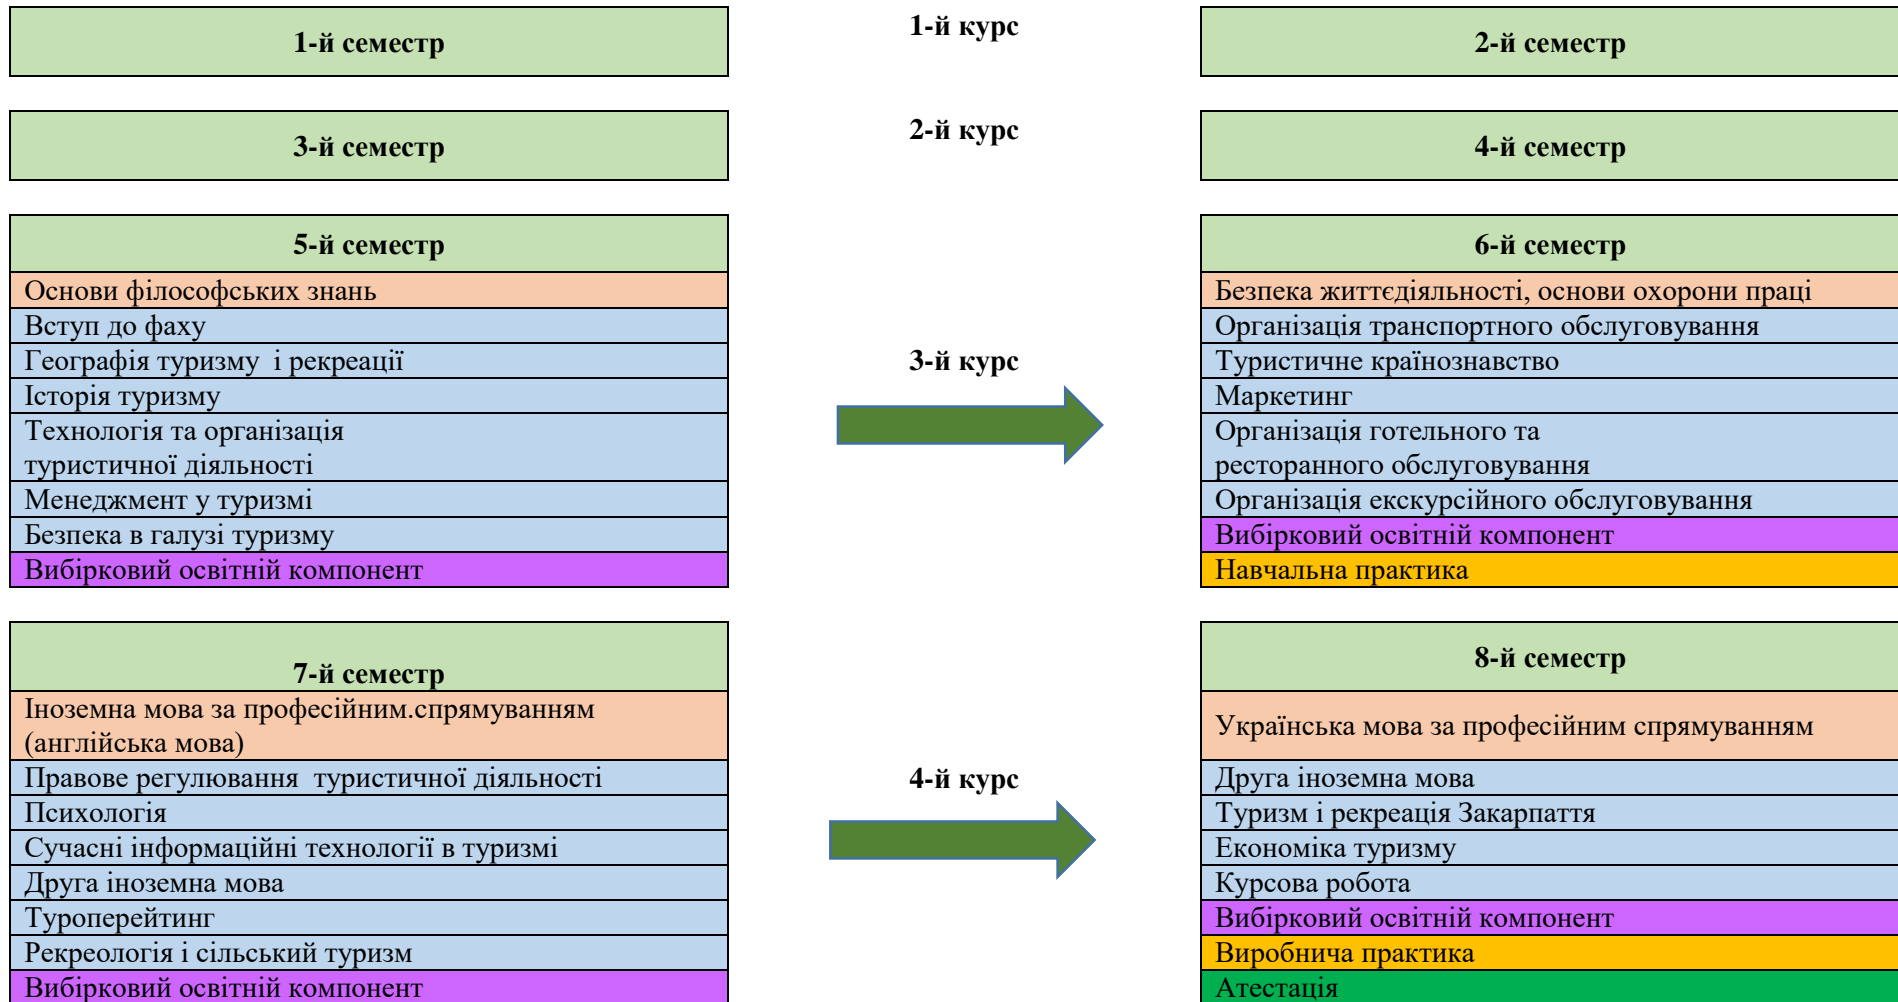 1-й семестр
1-й курс
2-й семестр
3-й семестр
2-й курс
4-й семестр
5-й семестр
Основи філософських знань
Вступ до фаху
Географія туризму  і рекреації
Історія туризму
Технологія та організація
туристичної діяльності
Менеджмент у туризмі
Безпека в галузі туризму
Вибірковий освітній компонент
3-й курс
6-й семестр
Безпека життєдіяльності, основи охорони праці
Організація транспортного обслуговування
Туристичне країнознавство
Маркетинг
Організація готельного та
ресторанного обслуговування
Організація екскурсійного обслуговування
Вибірковий освітній компонент
Навчальна практика
7-й семестр
Іноземна мова за професійним.спрямуванням
(англійська мова)
Правове регулювання  туристичної діяльності
Психологія
Сучасні інформаційні технології в туризмі
Друга іноземна мова
Туроперейтинг
Рекреологія і сільський туризм
Вибірковий освітній компонент
4-й курс
8-й семестр
Українська мова за професійним спрямуванням
Друга іноземна мова
Туризм і рекреація Закарпаття
Економіка туризму
Курсова робота
Вибірковий освітній компонент
Виробнича практика
Атестація